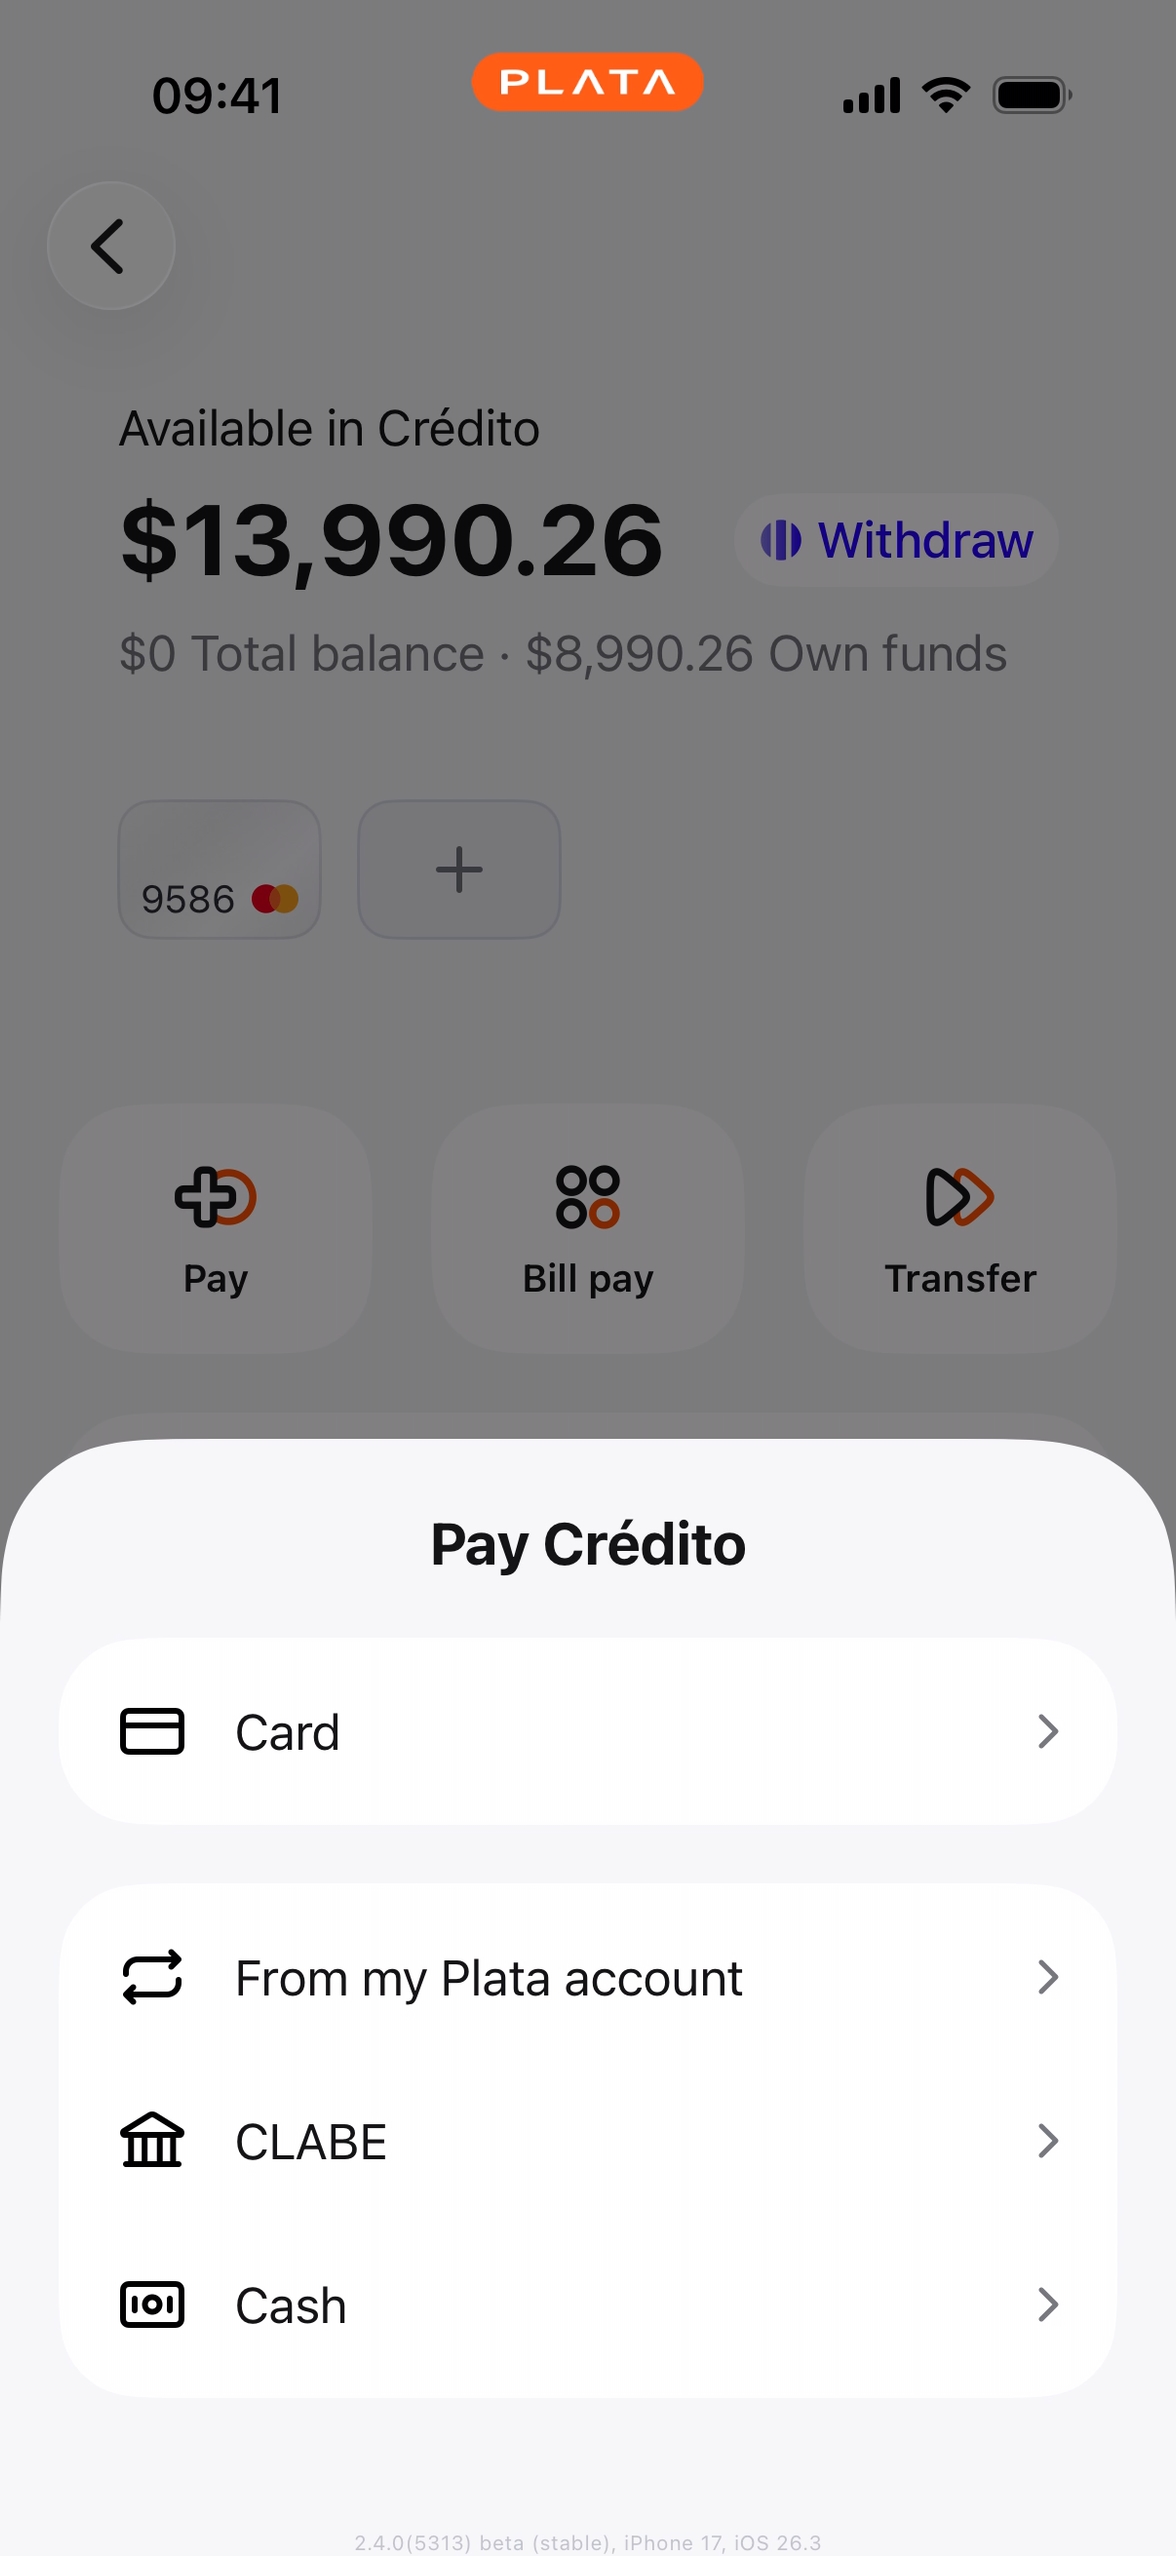 09:41
PLATA
Available in Crédito
$13,990.26
Withdraw
$0 Total balance · $8,990.26 Own funds
9586
Pay
Bill pay
Transfer
Pay Crédito
Card
From my Plata account
CLABE
Cash
2.4.0(5313) beta (stable), iPhone 17, iOS 26.3